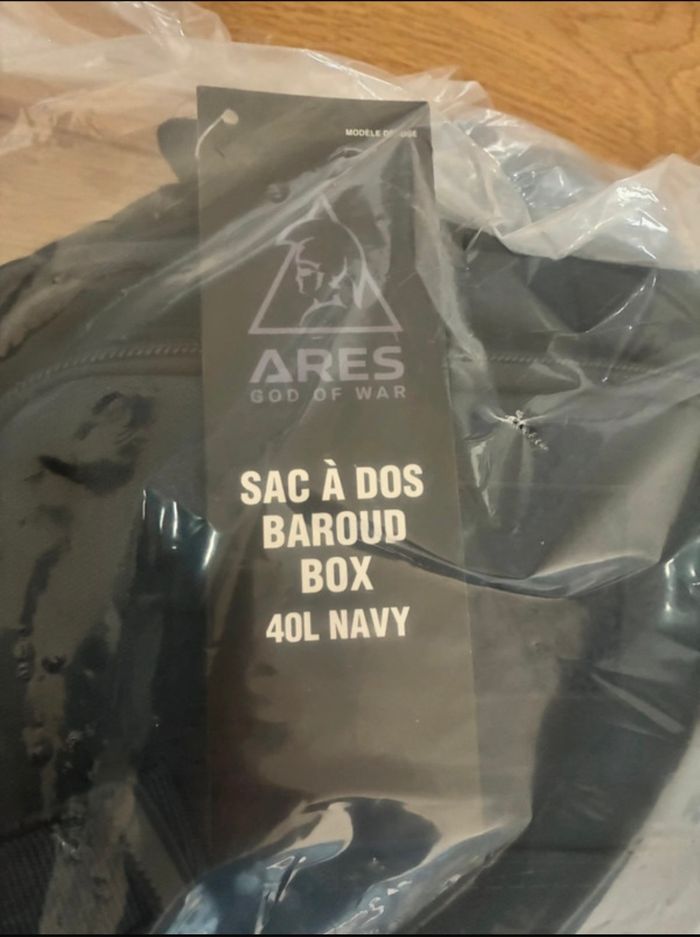 MODÈLE
ARES
GOD OF WAR
SAC À DOS
BAROUD
BOX
40L NAVY